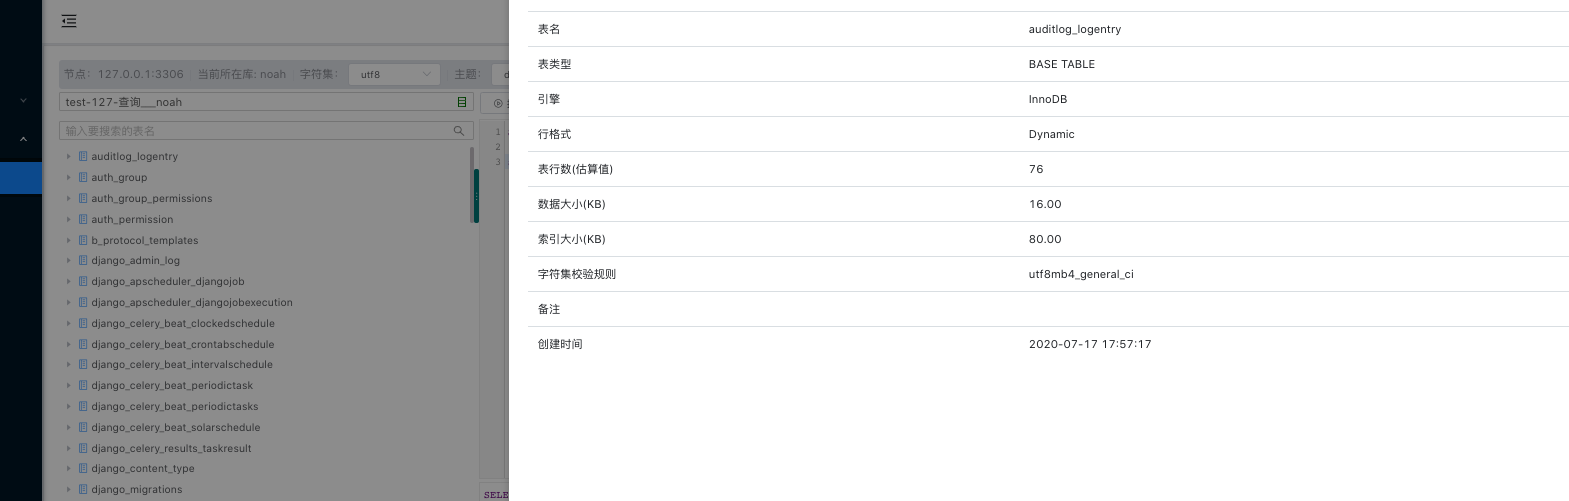 节点: 127.0.0.1:3306 当前所在库: noah 字符集: utf8 主题:
test-127-查询___noah
输入要搜索的表名
1
2
3
auditlog_logentry
auth_group
auth_group_permissions
auth_permission
b_protocol_templates
django_admin_log
django_apscheduler_djangojob
django_apscheduler_djangojobexecution
django_celery_beat_clockedschedule
django_celery_beat_crontabschedule
django_celery_beat_intervalschedule
django_celery_beat_periodictask
django_celery_beat_periodictasks
django_celery_beat_solarschedule
django_celery_results_taskresult
django_content_type
django_migrations
SELE
表名 auditlog_logentry
表类型 BASE TABLE
引擎 InnoDB
行格式 Dynamic
表行数(估算值) 76
数据大小(KB) 16.00
索引大小(KB) 80.00
字符集校验规则 utf8mb4_general_ci
备注
创建时间 2020-07-17 17:57:17